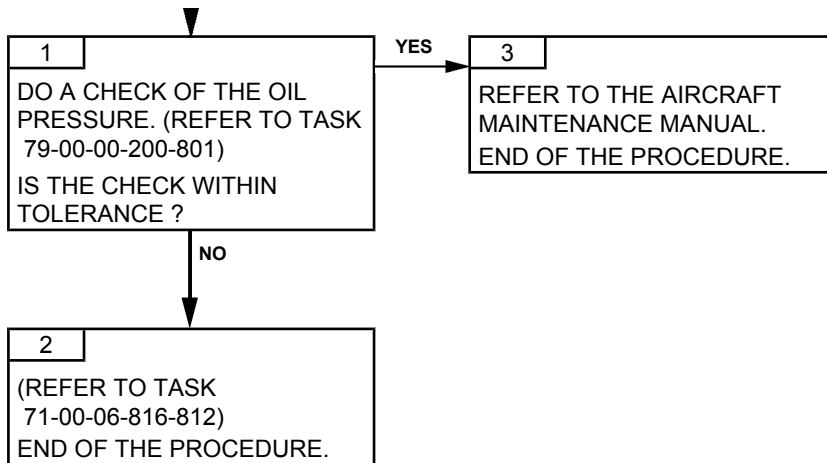 1
DO A CHECK OF THE OIL
PRESSURE. (REFER TO TASK
79-00-00-200-801)
IS THE CHECK WITHIN
TOLERANCE ?
YES
3
REFER TO THE AIRCRAFT
MAINTENANCE MANUAL.
END OF THE PROCEDURE.
NO
2
(REFER TO TASK
71-00-06-816-812)
END OF THE PROCEDURE.